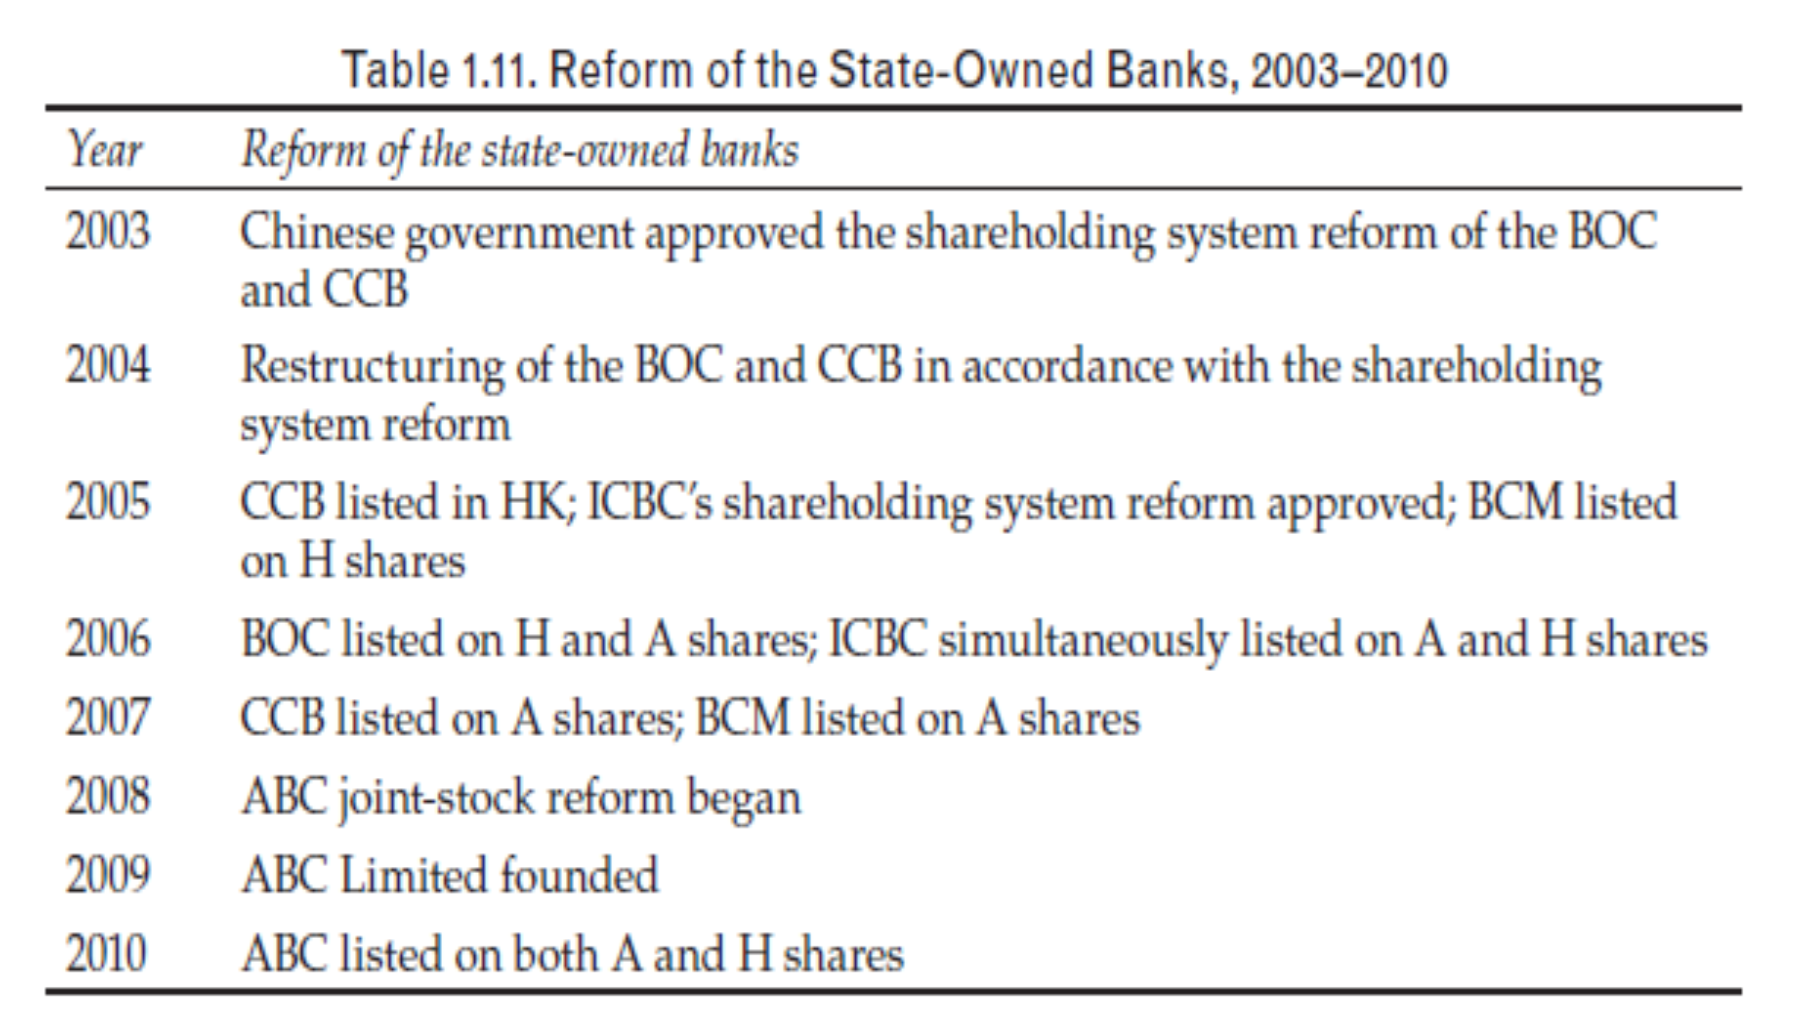 Table 1.11. Reform of the State-Owned Banks, 2003–2010
Year Reform of the state-owned banks
2003 Chinese government approved the shareholding system reform of the BOC
and CCB
2004 Restructuring of the BOC and CCB in accordance with the shareholding
system reform
2005 CCB listed in HK; ICBC’s shareholding system reform approved; BCM listed
on H shares
2006 BOC listed on H and A shares; ICBC simultaneously listed on A and H shares
2007 CCB listed on A shares; BCM listed on A shares
2008 ABC joint-stock reform began
2009 ABC Limited founded
2010 ABC listed on both A and H shares